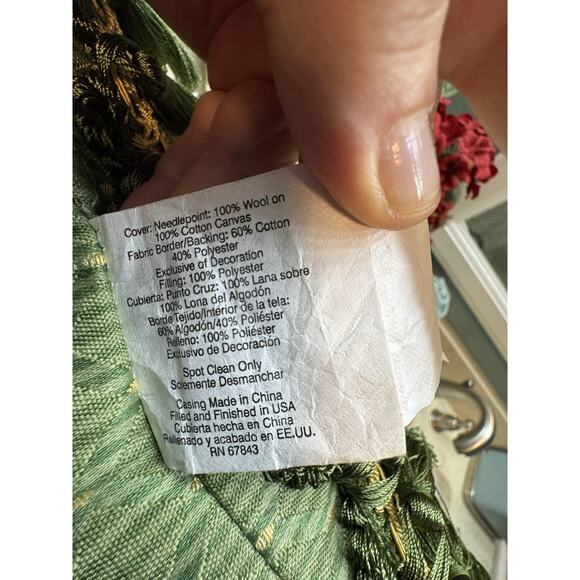 Cover: Needlepoint: 100% Wool on
100% Cotton Canvas
Fabric Border/Backing: 60% Cotton
40% Polyester
Exclusive of Decoration
Filling: 100% Polyester
Cubierta: Punto Cruz: 100% Lana sobre
100% Lona del Algodón
Borde Tejido/Interior de la tela:
60% Algodón/40% Poliéster
Relleno: 100% Poliéster
Exclusivo de Decoración
Spot Clean Only
Solemente Desmanchar
Casing Made in China
Filled and Finished in USA
Cubierta hecha en China
Rellenado y acabado en EE.UU.
RN 67843